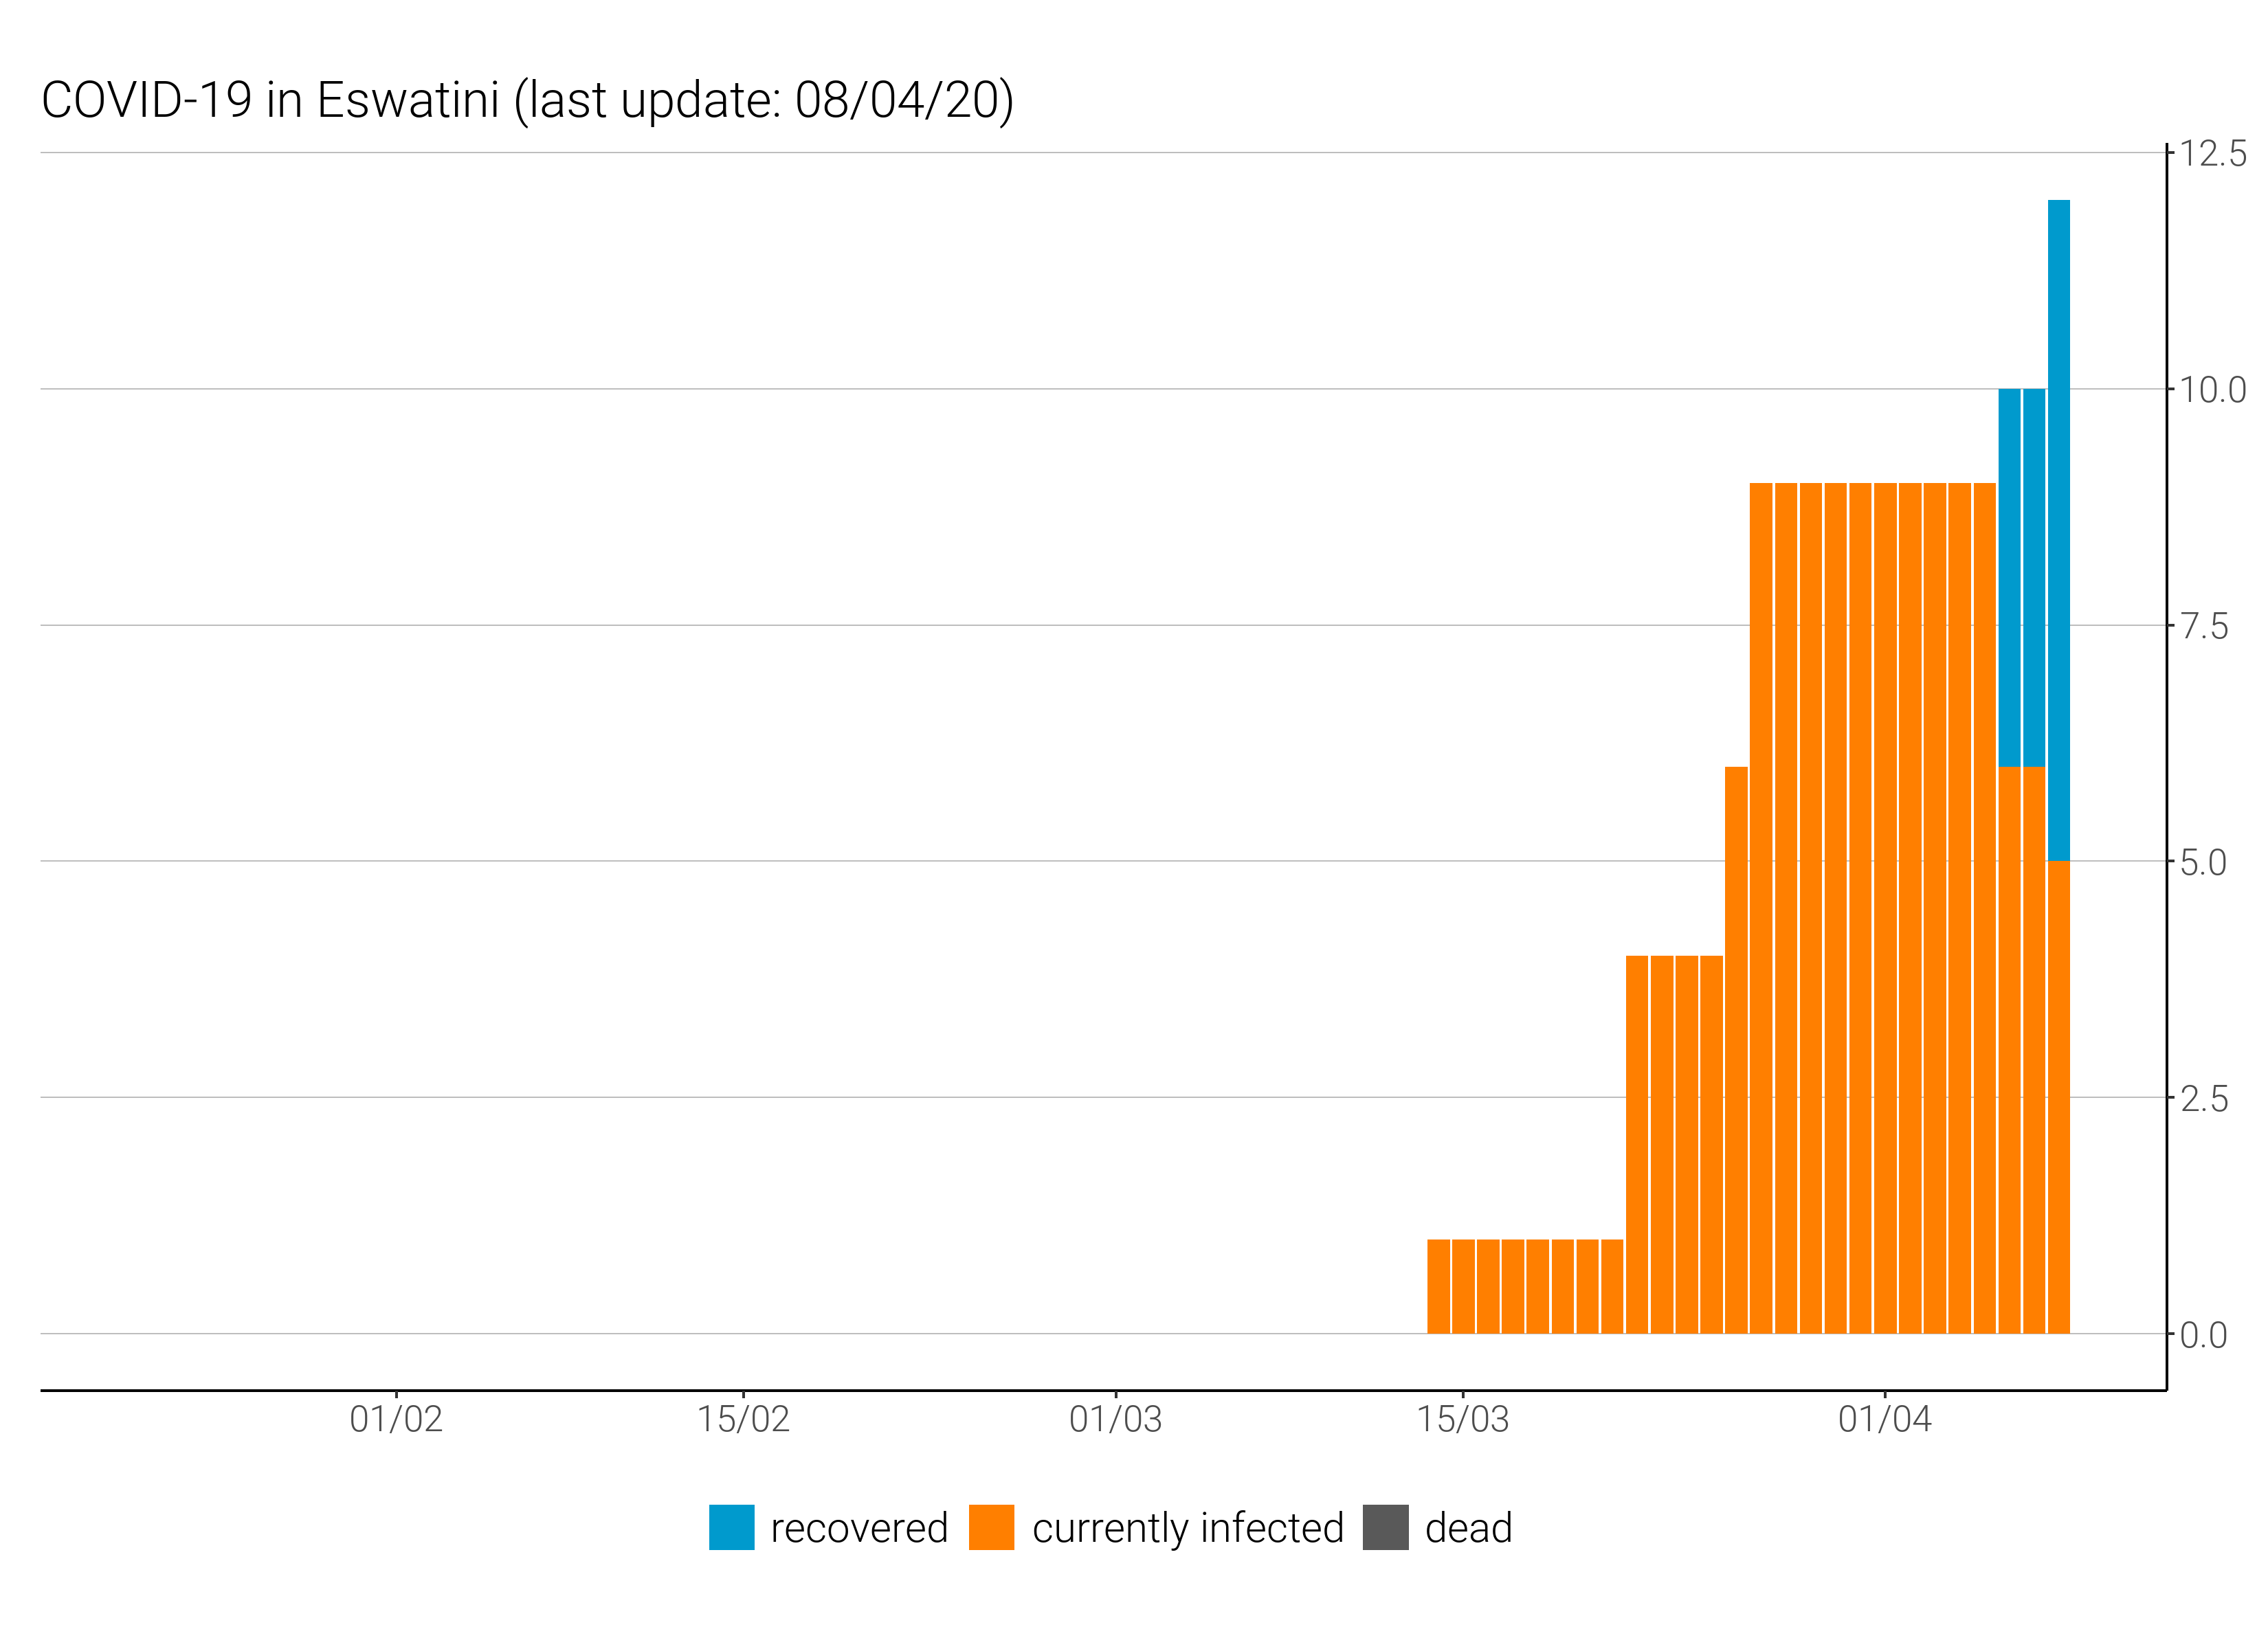 COVID-19 in Eswatini (last update: 08/04/20)
12.5
10.0
7.5
5.0
2.5
0.0
01/02 15/02 01/03 15/03 01/04
recovered currently infected dead